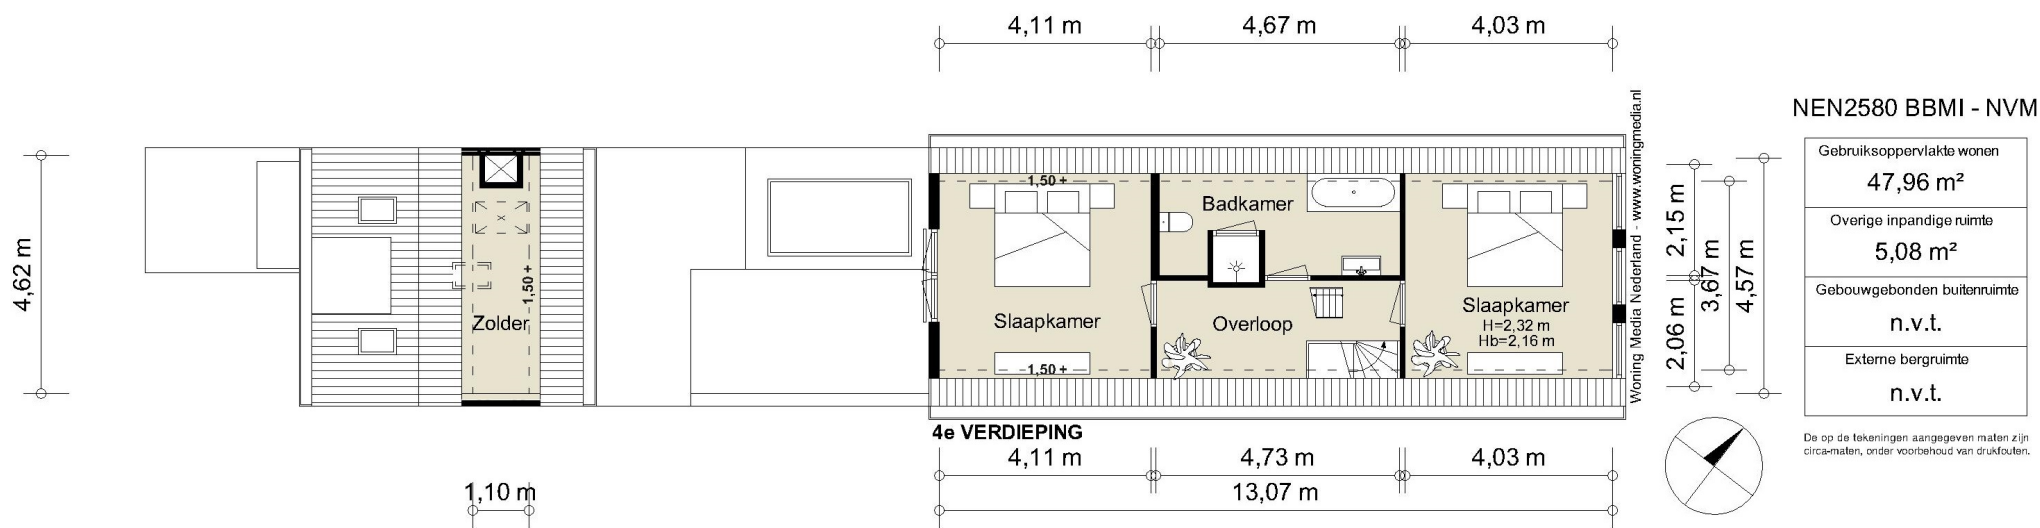 4,11 m
4,67 m
4,03 m
4,62 m
1,50 +
Zolder
1,10 m
1,50 +
Slaapkamer
1,50 +
Badkamer
Overloop
Slaapkamer
H=2,32 m
Hb=2,16 m
4e VERDIEPING
4,11 m
4,73 m
4,03 m
13,07 m
Woning Media Nederland - www.woningmedia.nl
2,15 m
2,06 m
3,67 m
4,57 m
NEN2580 BBMI - NVM
Gebruiksoppervlakte wonen
47,96 m²
Overige inpandige ruimte
5,08 m²
Gebouwgebonden buitenruimte
n.v.t.
Externe bergruimte
n.v.t.
De op de tekeningen aangegeven maten zijn
circa-maten, onder voorbehoud van drukfouten.